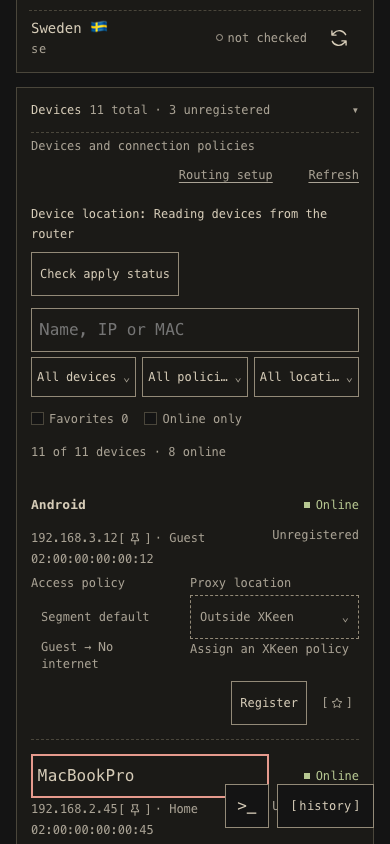 Sweden 🇸🇪
se
not checked
Devices 11 total · 3 unregistered ▾
Devices and connection policies
Routing setup Refresh
Device location: Reading devices from the
router
Check apply status
Name, IP or MAC
All devices All polici… All locati…
Favorites 0 Online only
11 of 11 devices · 8 online
Android Online
192.168.3.12[ ]· Guest Unregistered
02:00:00:00:00:12
Access policy Proxy location
Segment default Outside XKeen
Guest → No
internet
Assign an XKeen policy
Register [☆]
MacBookPro Online
192.168.2.45[ ]· Home
02:00:00:00:00:45
>_ [history]